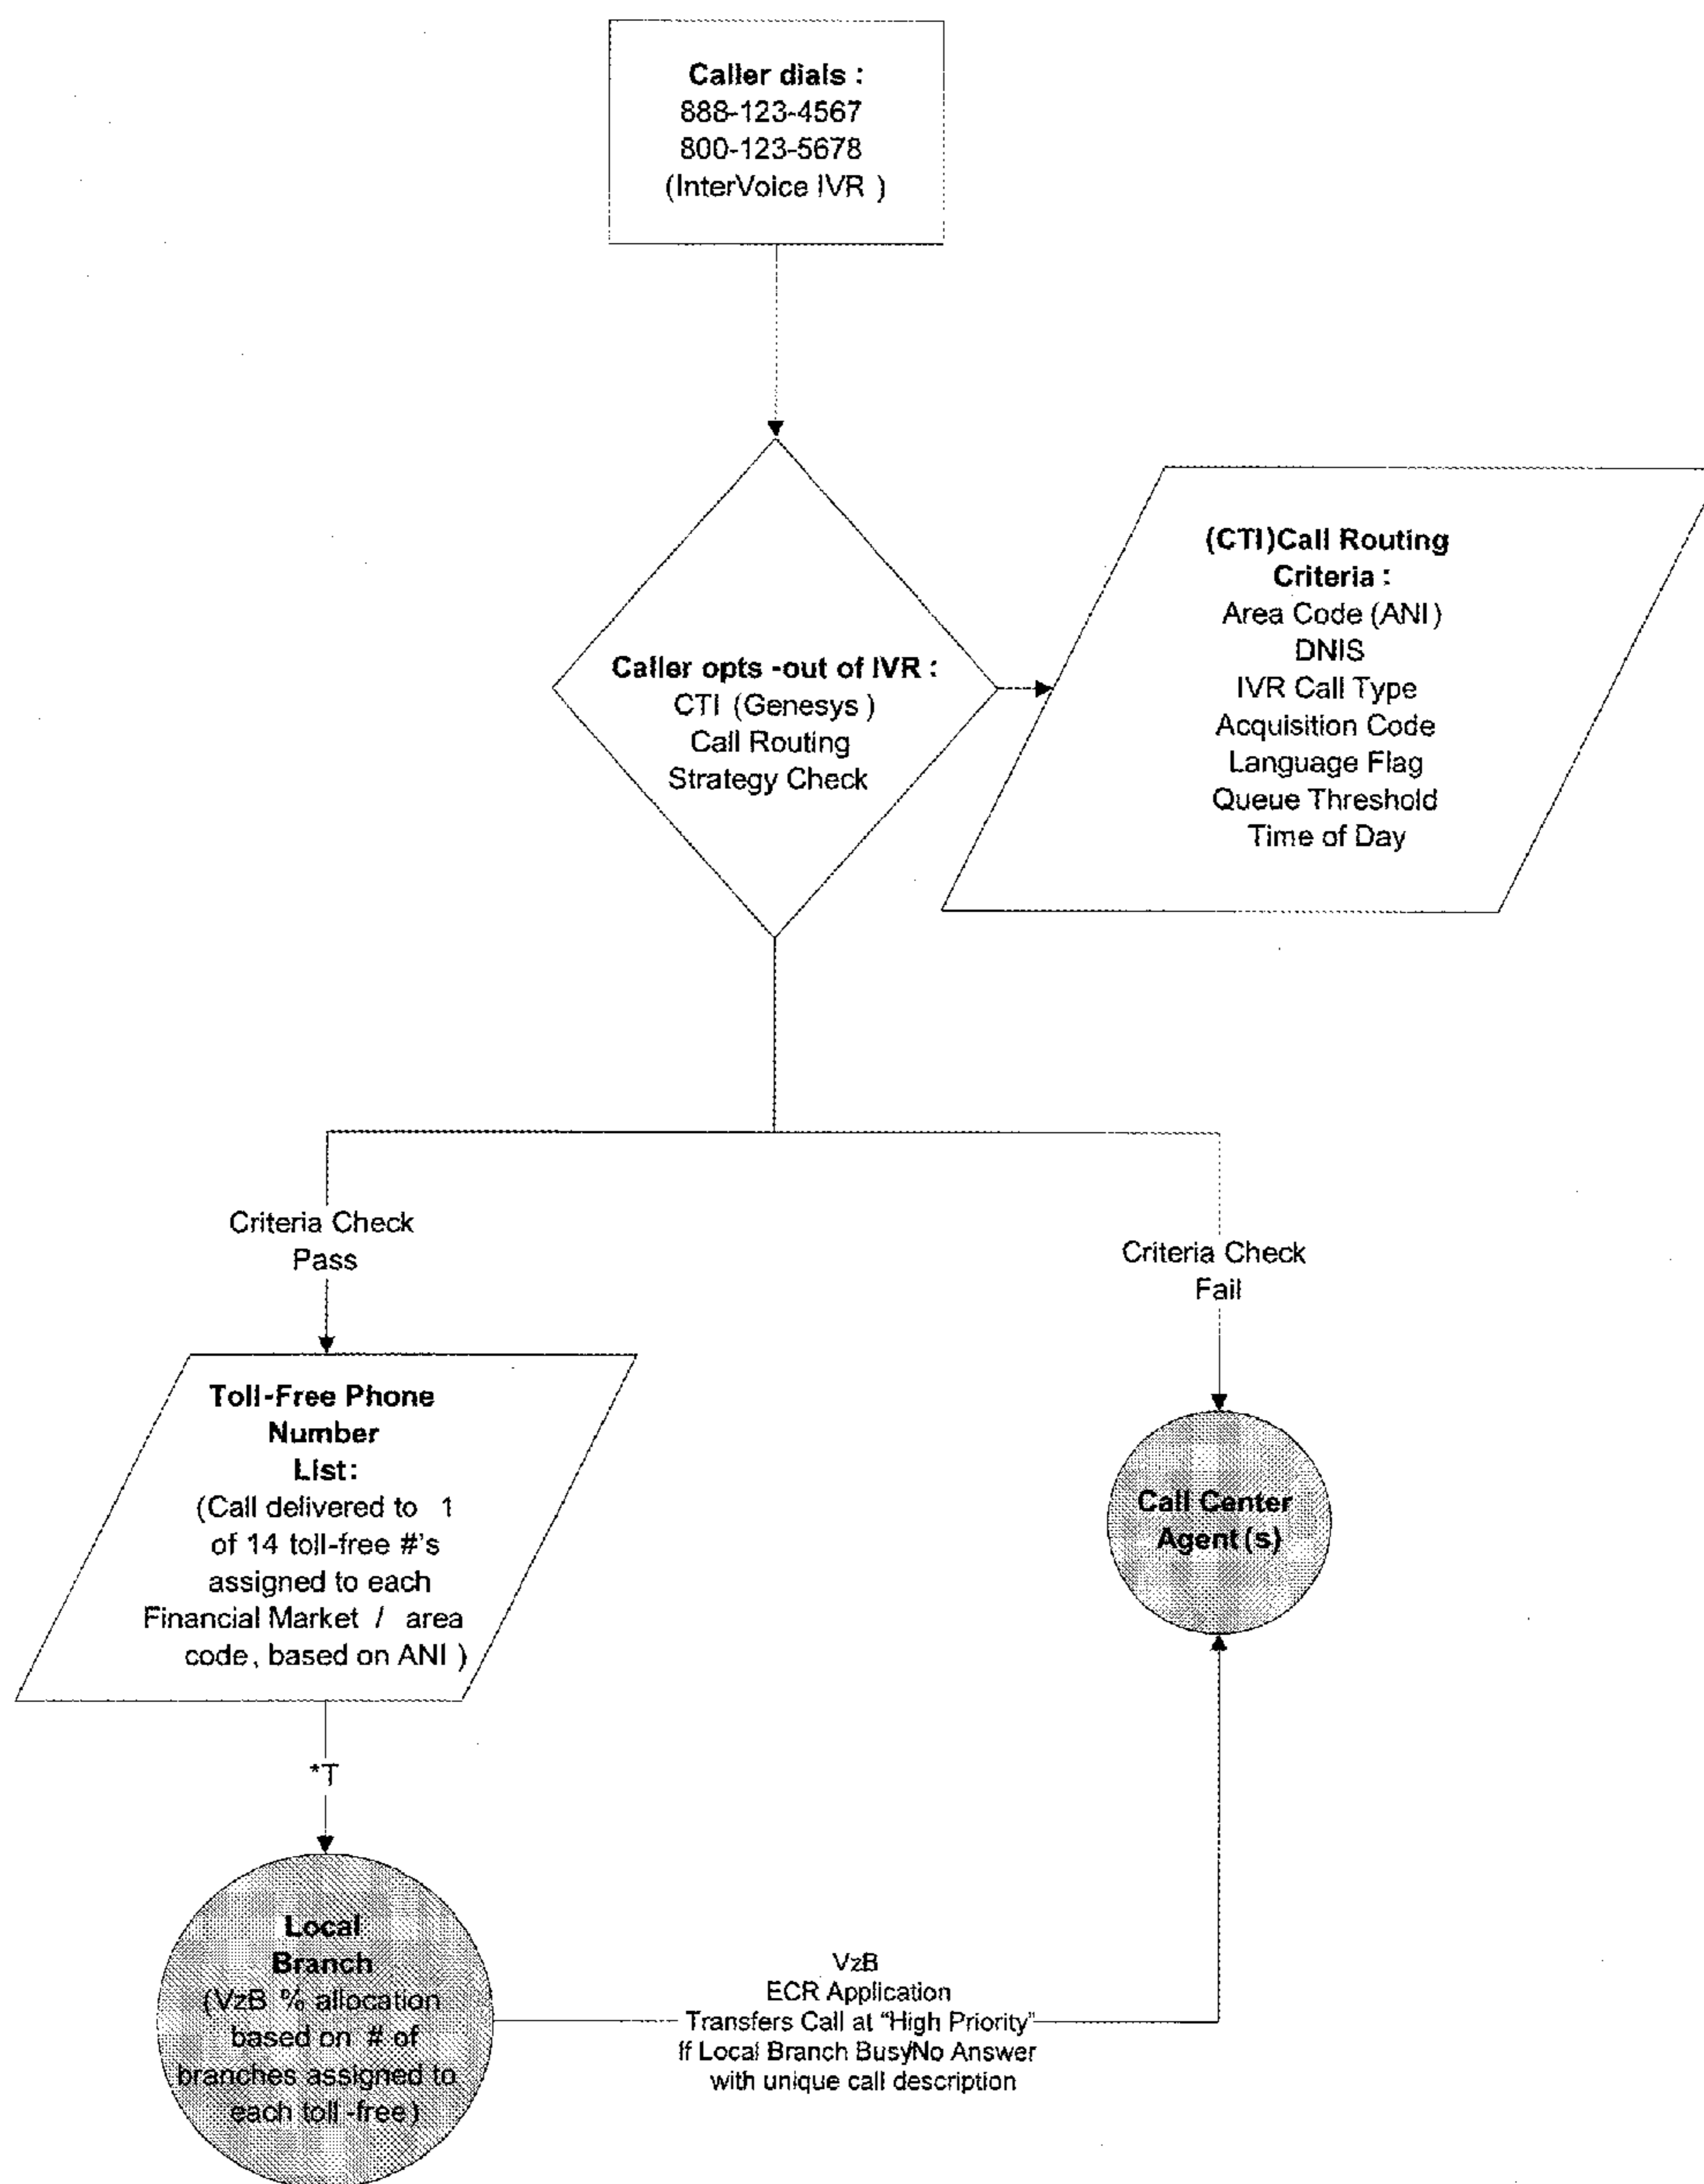 Caller dials :
888-123-4567
800-123-5678
(InterVoice IVR )
Caller opts -out of IVR :
CTI (Genesys )
Call Routing
Strategy Check
(CTI)Call Routing
Criteria :
Area Code (ANI )
DNIS
IVR Call Type
Acquisition Code
Language Flag
Queue Threshold
Time of Day
Criteria Check
Pass
Criteria Check
Fail
Toll-Free Phone
Number
List:
(Call delivered to 1
of 14 toll-free #'s
assigned to each
Financial Market / area
code, based on ANI )
Call Center
Agent (s)
*T
Local
Branch
(VzB % allocation
based on # of
branches assigned to
each toll -free)
VzB
ECR Application
Transfers Call at "High Priority"
If Local Branch Busy/No Answer
with unique call description